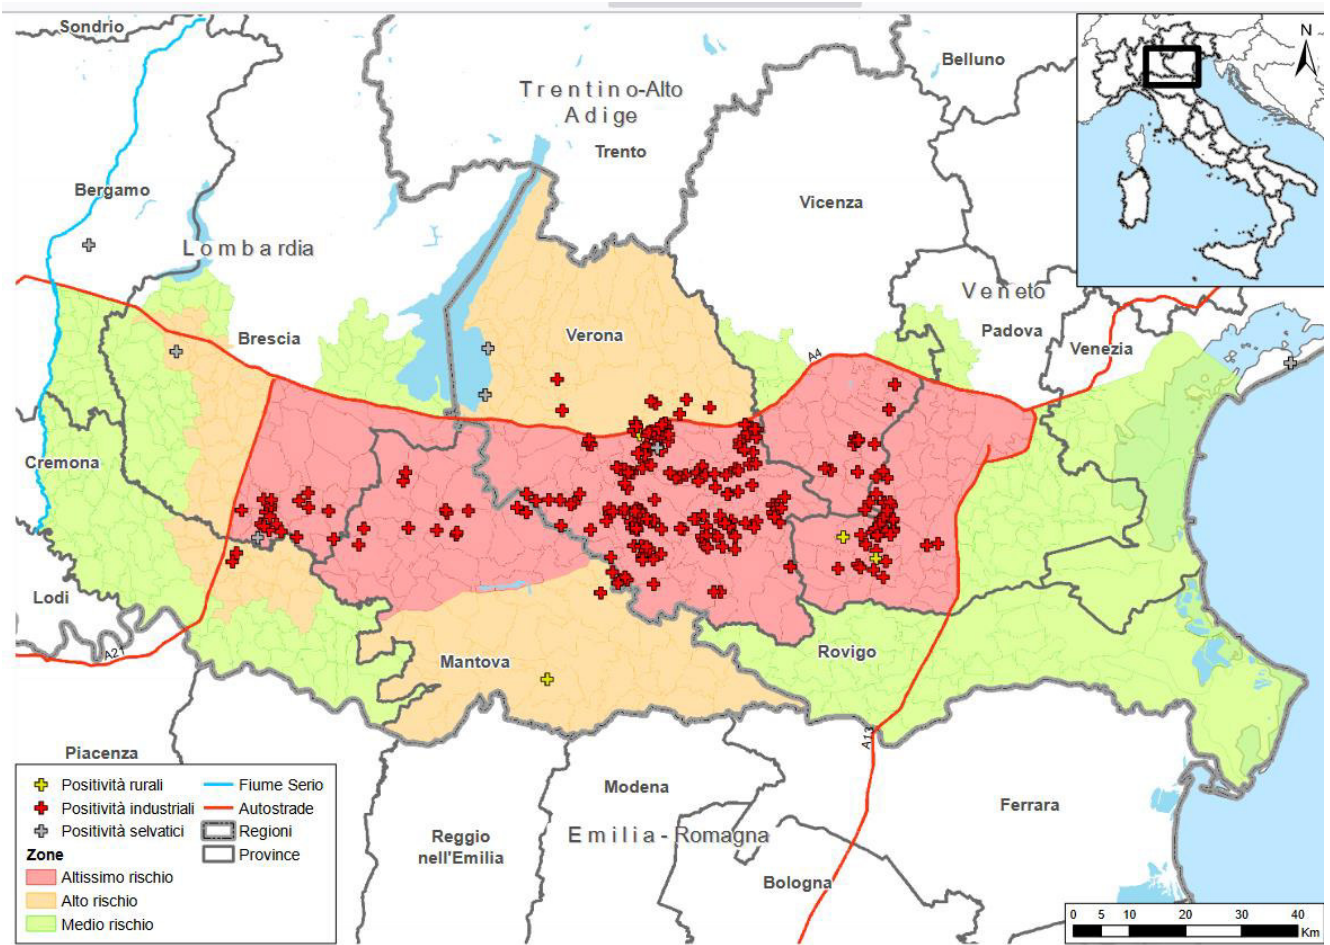 Sondrio
Belluno
N
Trentino-Alto
Adige
Trento
Bergamo
Vicenza
Lombardia
Veneto
Padova
Brescia
Verona
Venezia
A4
Cremona
Lodi
A21
Mantova
Rovigo
A13
Piacenza
Modena
Ferrara
Reggio
nell'Emilia
Emilia-Romagna
Bologna
Positività rurali
Fiume Serio
Positività industriali
Autostrade
Positività selvatici
Regioni
Zone
Province
Altissimo rischio
Alto rischio
Medio rischio
0 5 10 20 30 40
Km